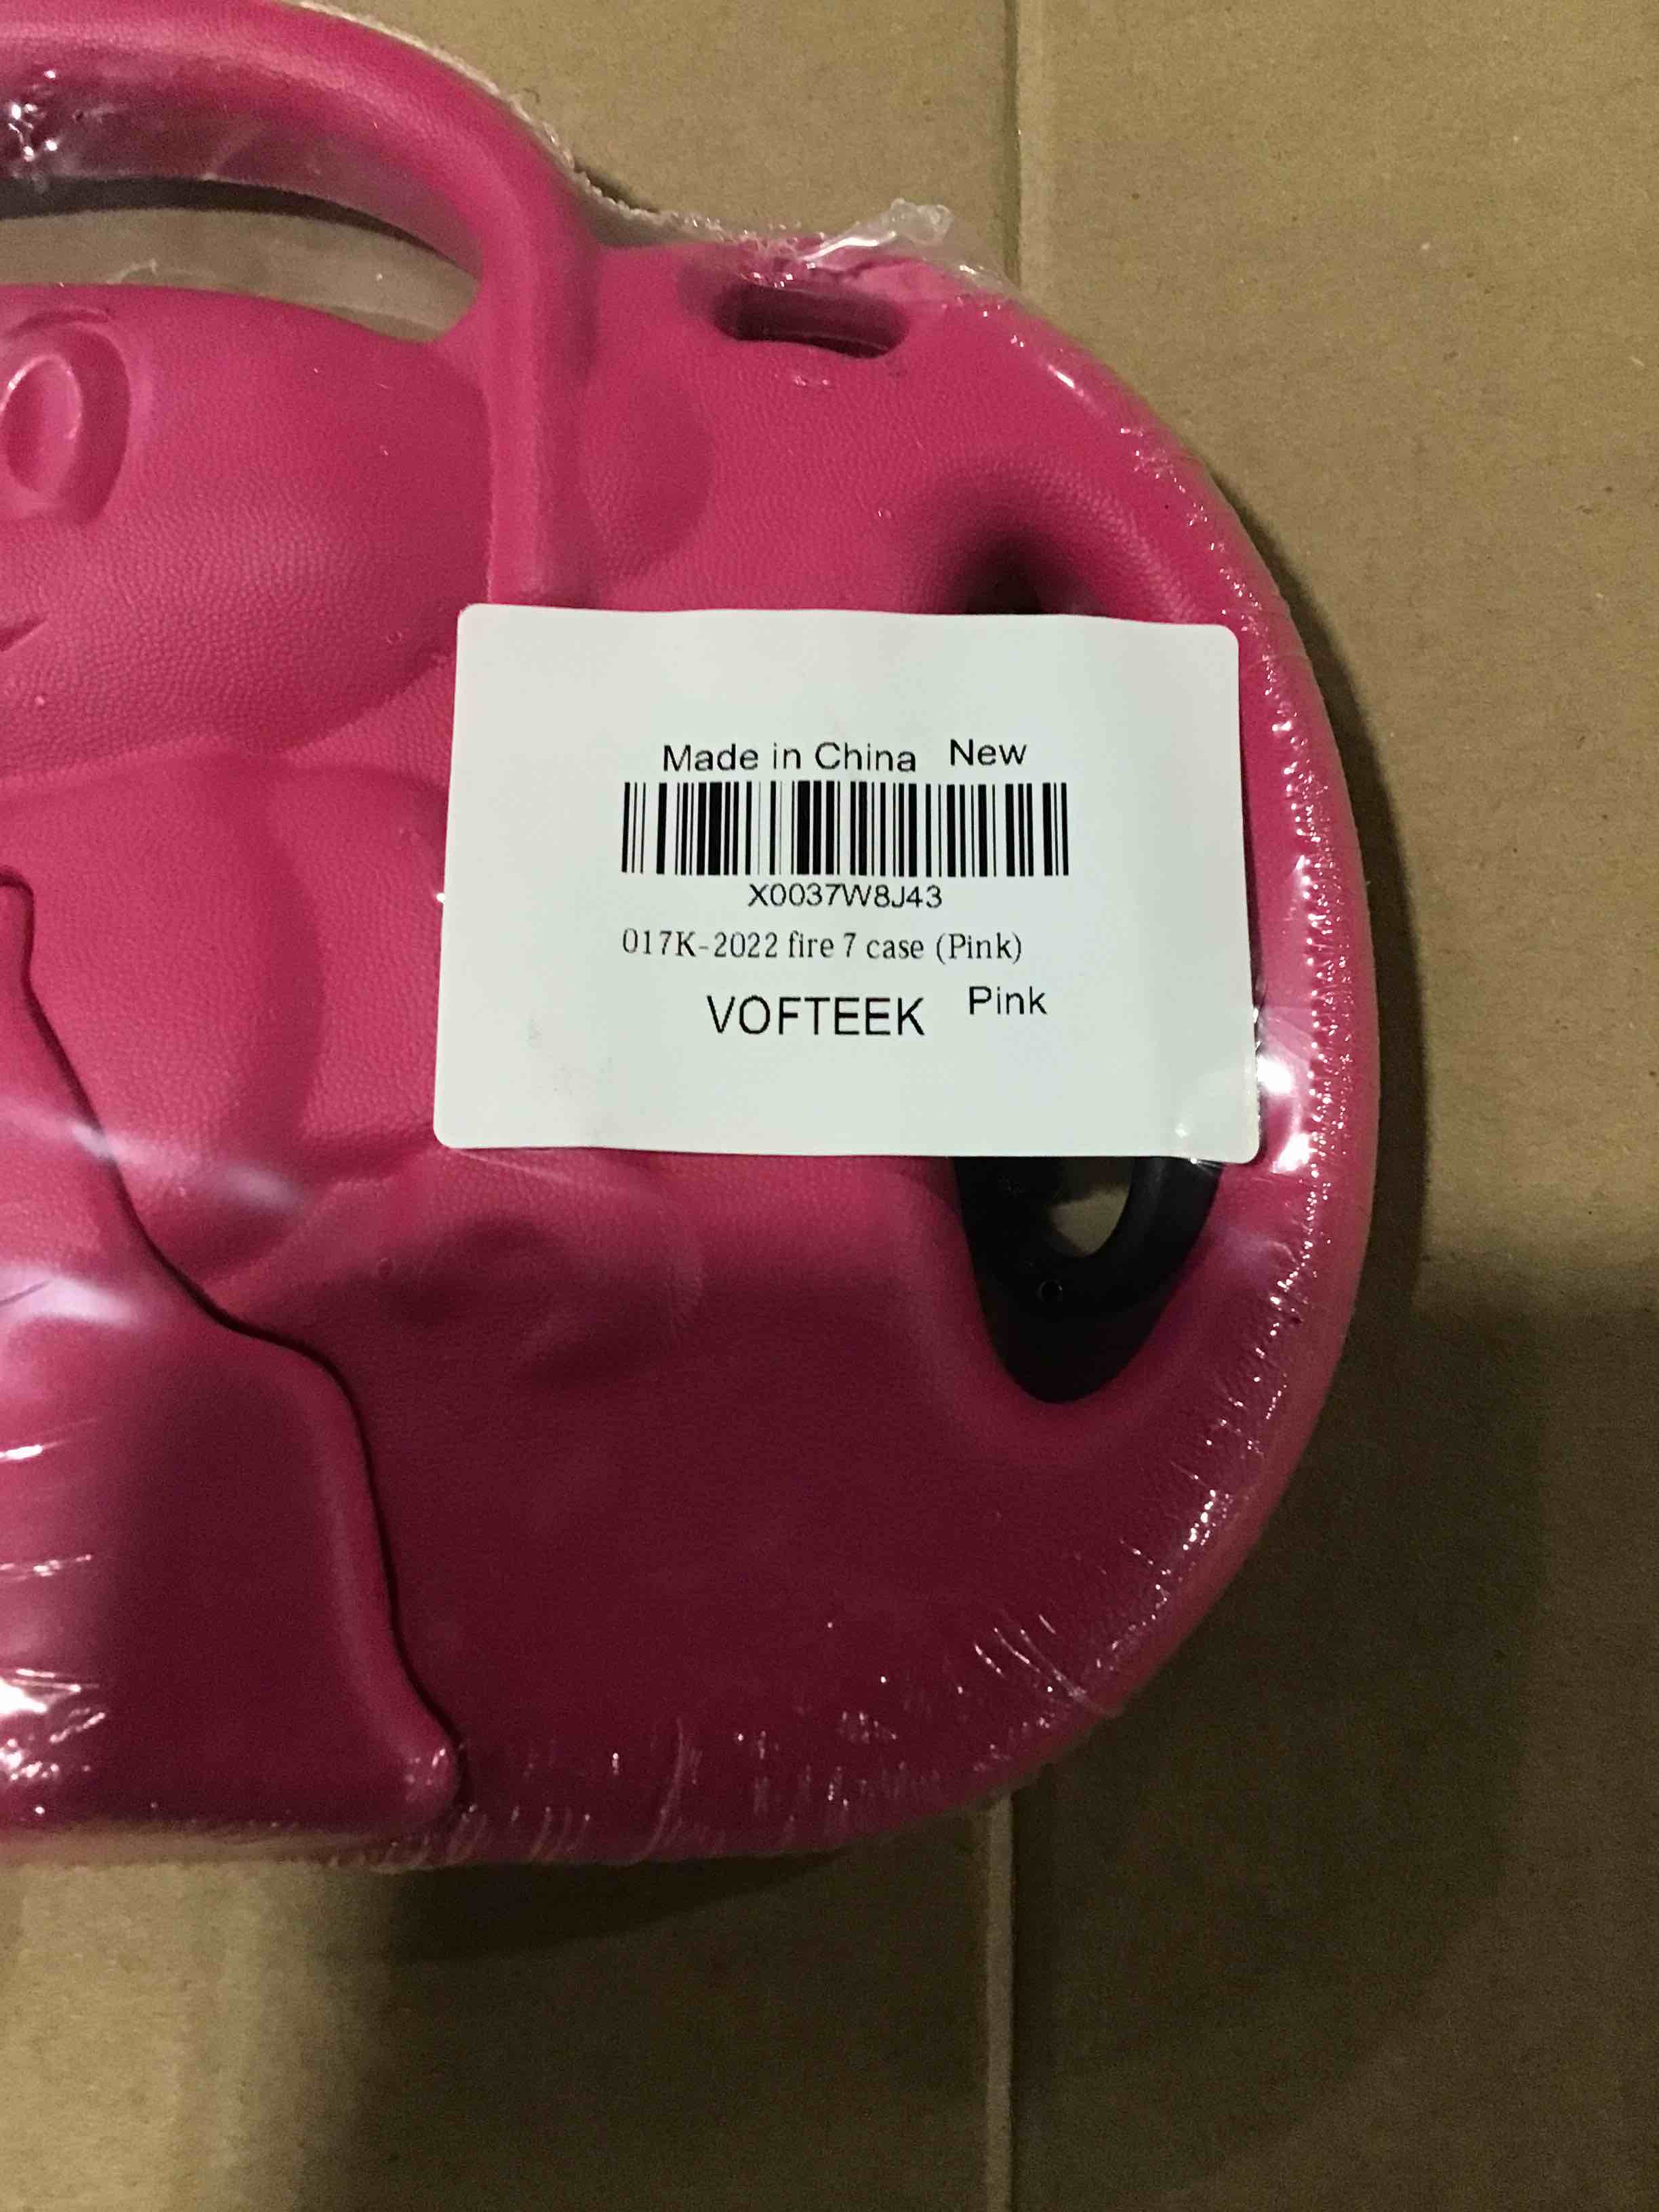 Made in China New
X0037W8J43
017K-2022 fire 7 case (Pink)
VOFTEEK Pink